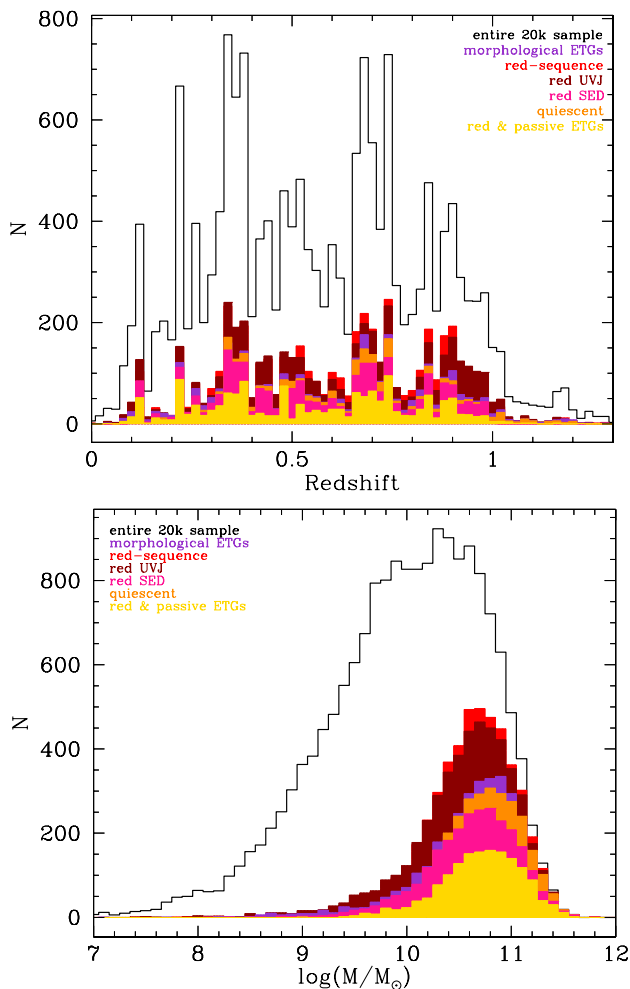 800
600
400
200
0
N
entire 20k sample
morphological ETGs
red-sequence
red UVJ
red SED
quiescent
red & passive ETGs
0 0.5 1
Redshift
800
600
400
200
0
N
entire 20k sample
morphological ETGs
red-sequence
red UVJ
red SED
quiescent
red & passive ETGs
7 8 9 10 11 12
log(M/M⊙)